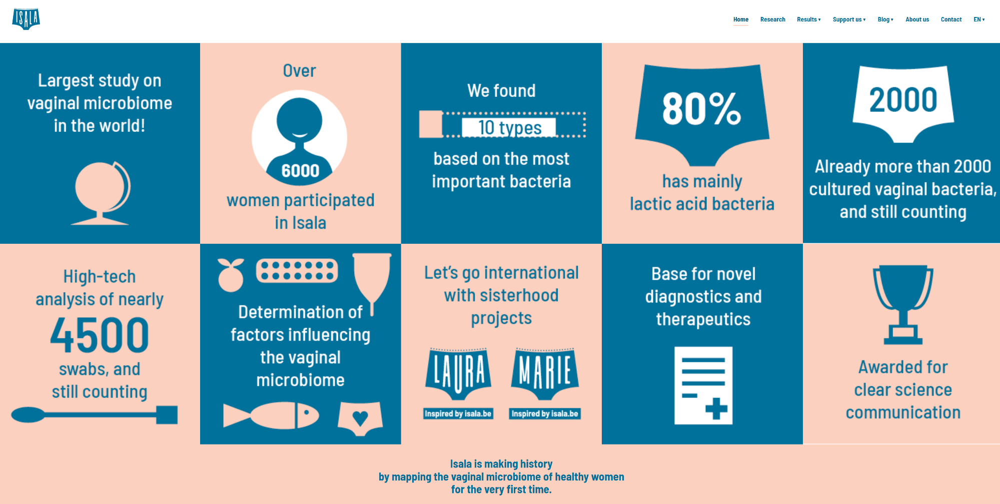 ISALA
Home Research Results ▾ Support us ▾ Blog ▾ About us Contact EN ▾
Largest study on
vaginal microbiome
in the world!
Over
6000
women participated
in Isala
We found
10 types
based on the most
important bacteria
80%
has mainly
lactic acid bacteria
2000
Already more than 2000
cultured vaginal bacteria,
and still counting
High-tech
analysis of nearly
4500
swabs, and
still counting
Determination of
factors influencing
the vaginal
microbiome
Let's go international
with sisterhood
projects
LAURA
Inspired by isala.be
MARIE
Inspired by isala.be
Base for novel
diagnostics and
therapeutics
Awarded for
clear science
communication
Isala is making history
by mapping the vaginal microbiome of healthy women
for the very first time.